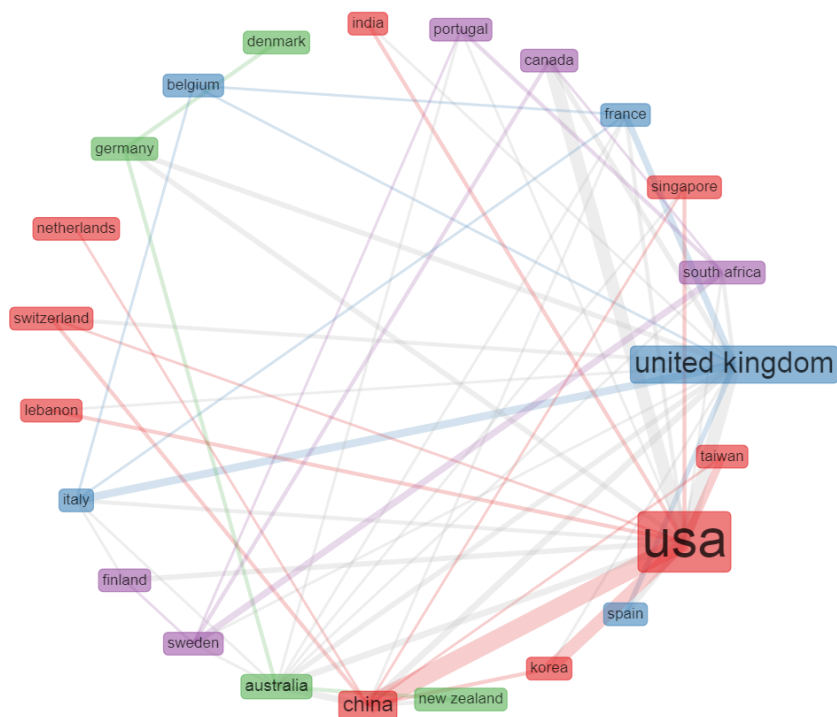 india
portugal
denmark
canada
belgium
france
germany
singapore
netherlands
south africa
switzerland
united kingdom
lebanon
taiwan
italy
usa
finland
spain
sweden
korea
australia
china
new zealand